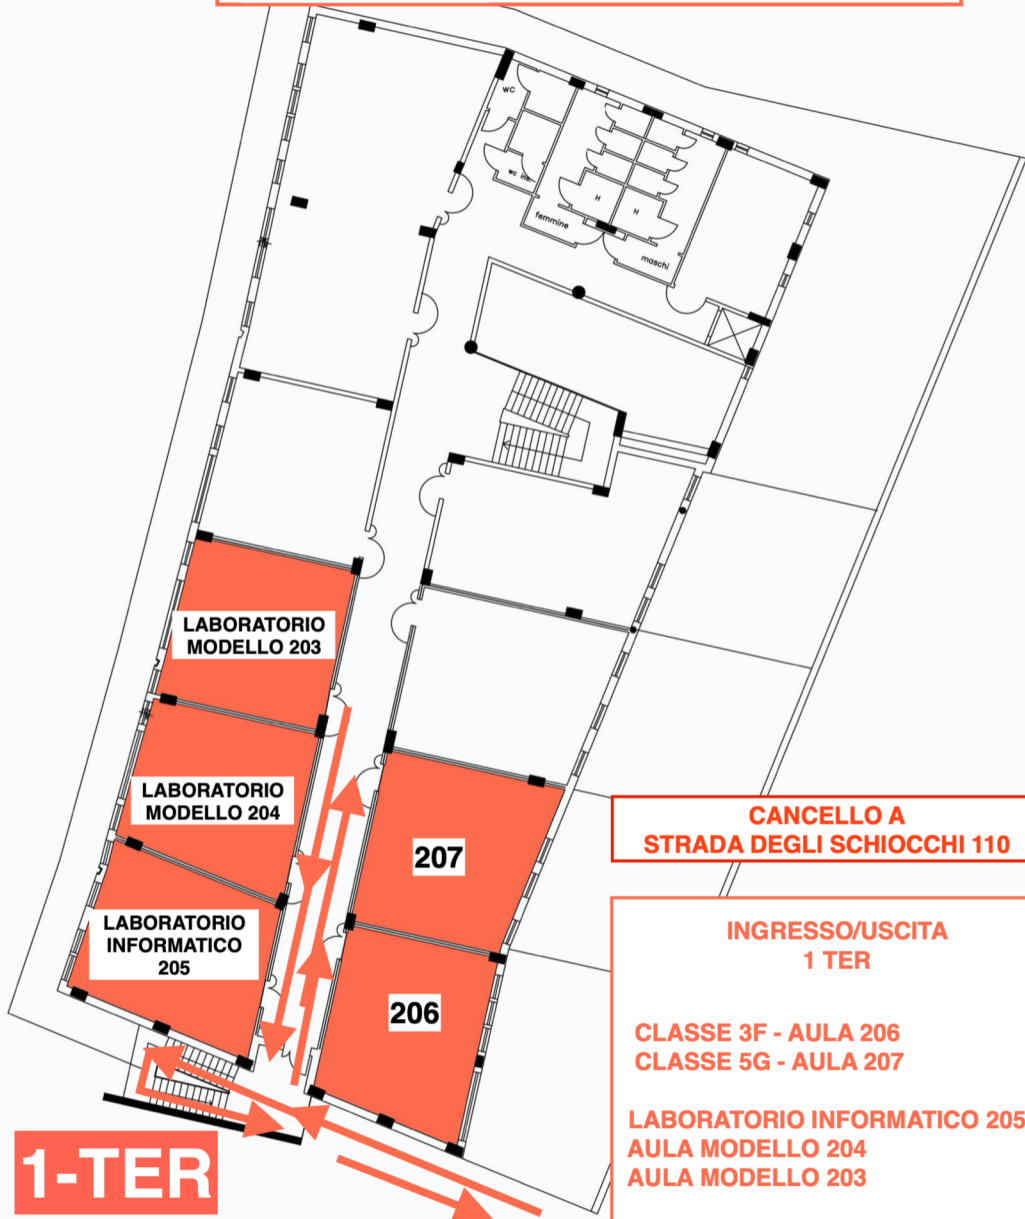 WC
WC ins.
H
H
femmine
maschi
LABORATORIO
MODELLO 203
LABORATORIO
MODELLO 204
207
CANCELLO A
STRADA DEGLI SCHIOCCHI 110
LABORATORIO
INFORMATICO
205
206
INGRESSO/USCITA
1 TER
CLASSE 3F - AULA 206
CLASSE 5G - AULA 207
LABORATORIO INFORMATICO 205
AULA MODELLO 204
AULA MODELLO 203
1-TER